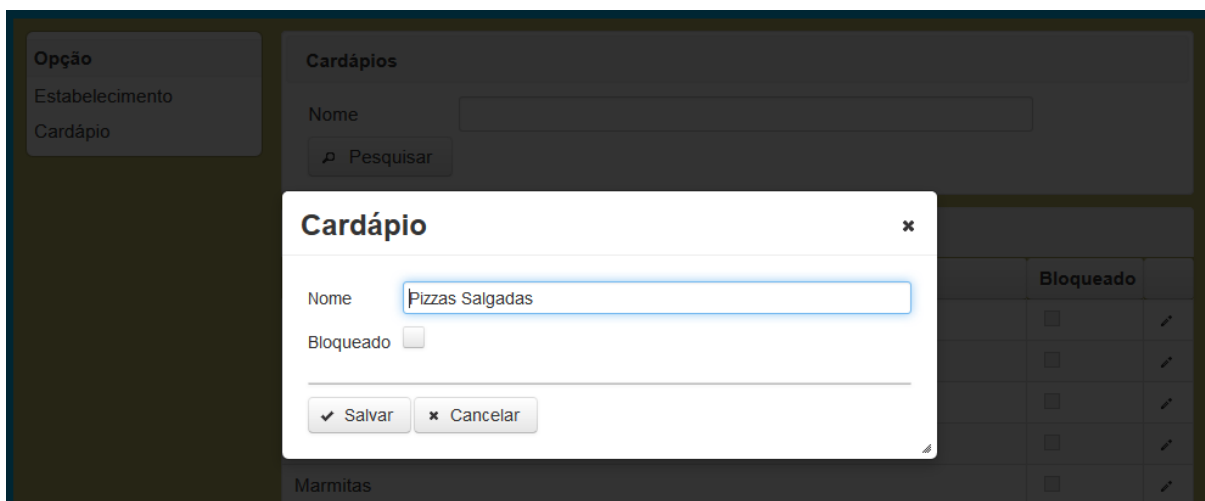 Opção
Estabelecimento
Cardápio
Cardápios
Nome
Pesquisar
Cardápio
Nome Pizzas Salgadas
Bloqueado
Salvar Cancelar
Bloqueado
Marmitas